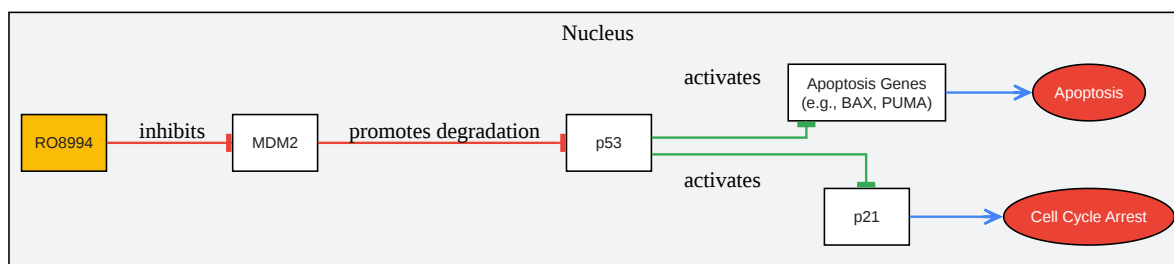 Nucleus
activates
Apoptosis Genes
(e.g., BAX, PUMA)
Apoptosis
RO8994
inhibits
MDM2
promotes degradation
p53
activates
p21
Cell Cycle Arrest